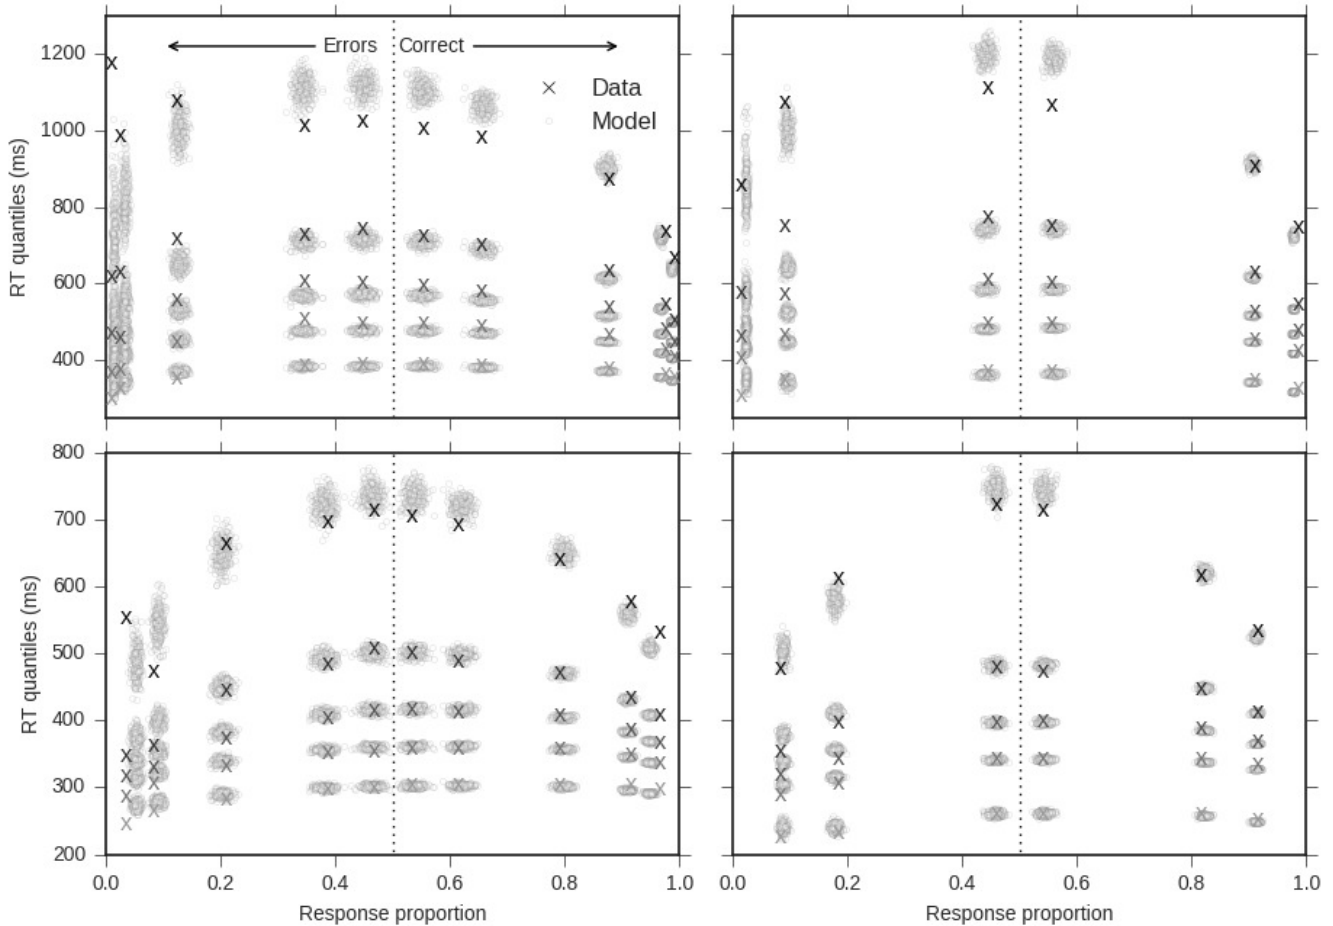 1200
1000
800
600
400
RT quantiles (ms)
Errors Correct
Data
Model
800
700
600
500
400
300
200
RT quantiles (ms)
0.0 0.2 0.4 0.6 0.8 1.0
Response proportion
0.0 0.2 0.4 0.6 0.8 1.0
Response proportion